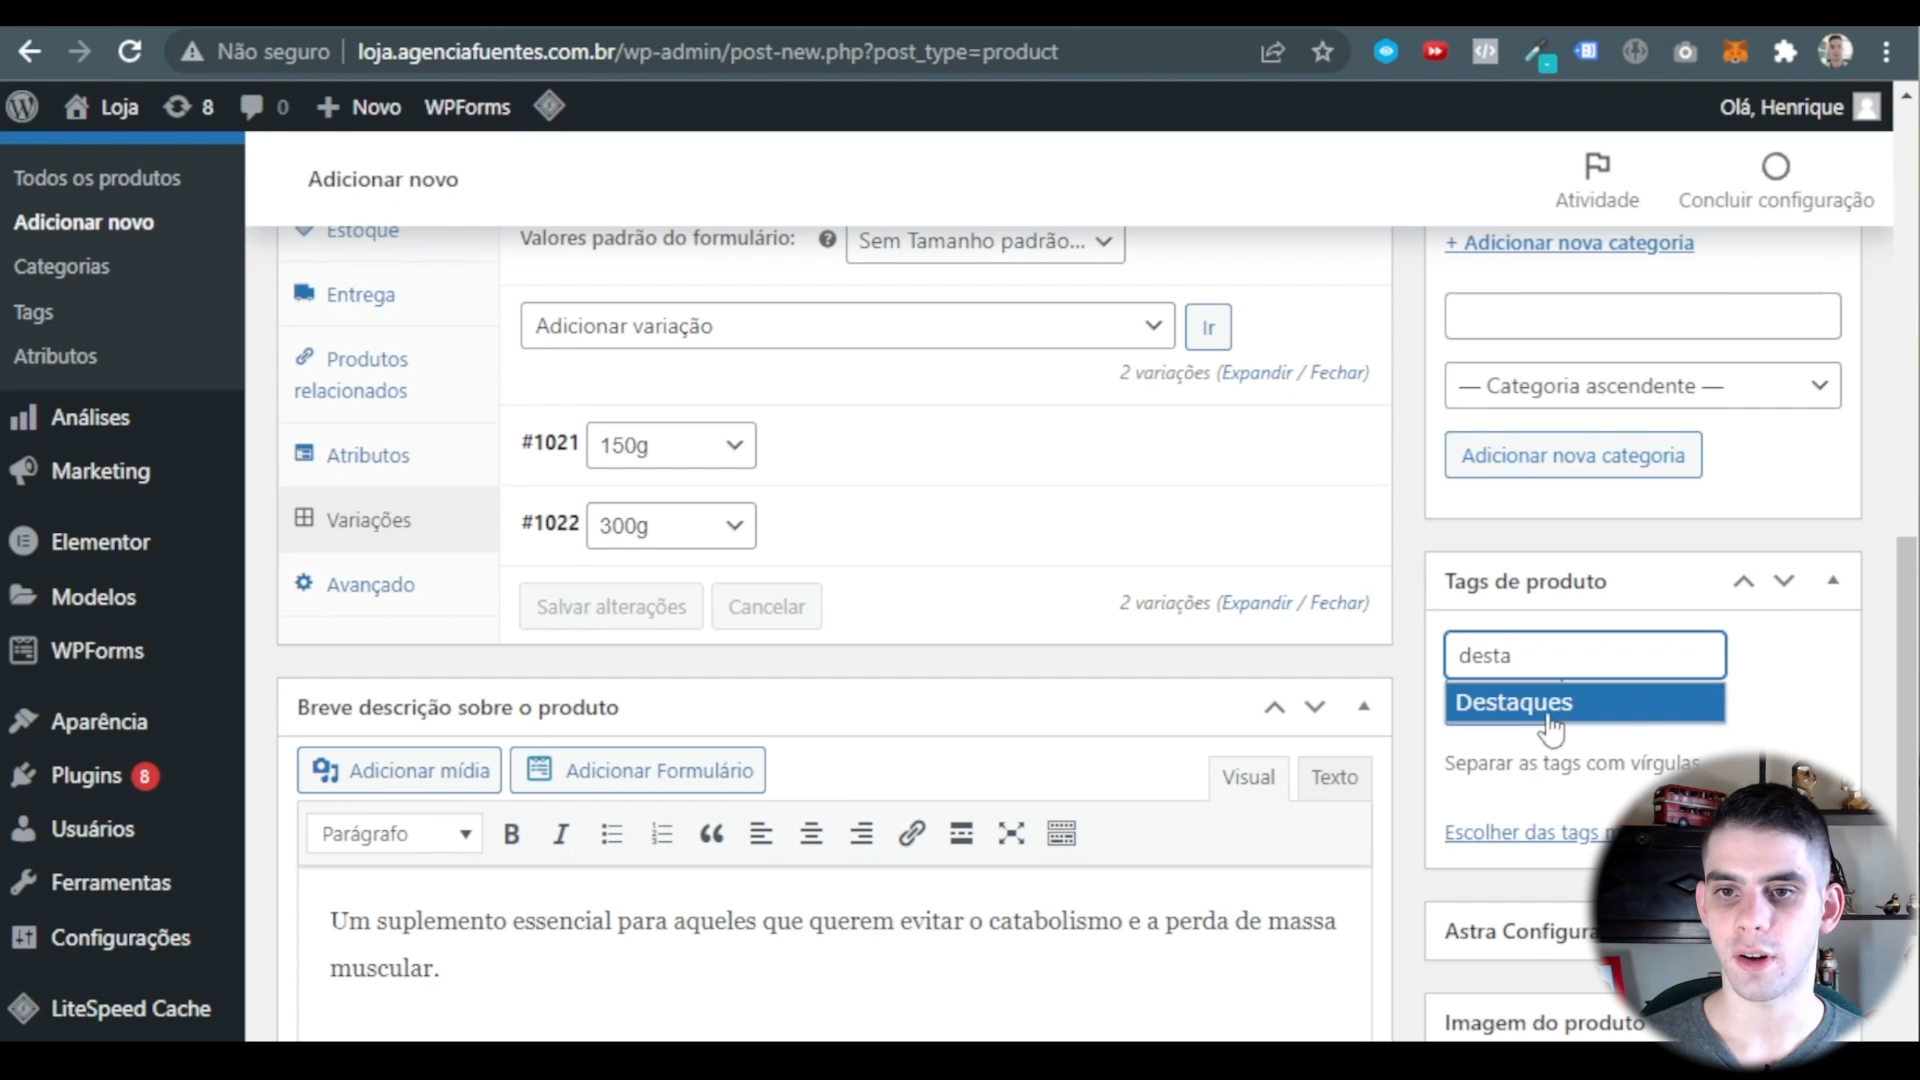 Não seguro
loja.agenciafuentes.com.br/wp-admin/post-new.php?post_type=product
Loja
8
0
Novo
WPForms
Olá, Henrique
Todos os produtos
Adicionar novo
Categorias
Tags
Atributos
Análises
Marketing
Elementor
Modelos
WPForms
Aparência
Plugins 8
Usuários
Ferramentas
Configurações
LiteSpeed Cache
Adicionar novo
Atividade
Concluir configuração
Estoque
Entrega
Produtos
relacionados
Atributos
Variações
Avançado
Valores padrão do formulário:
Sem Tamanho padrão...
Adicionar variação
Ir
2 variações (Expandir / Fechar)
#1021 150g
#1022 300g
Salvar alterações
Cancelar
2 variações (Expandir / Fechar)
Breve descrição sobre o produto
Adicionar mídia
Adicionar Formulário
Visual
Texto
Parágrafo
Um suplemento essencial para aqueles que querem evitar o catabolismo e a perda de massa
muscular.
+ Adicionar nova categoria
— Categoria ascendente —
Adicionar nova categoria
Tags de produto
desta
Destaques
Separar as tags com vírgulas
Escolher das tags
Astra Configura
Imagem do produto